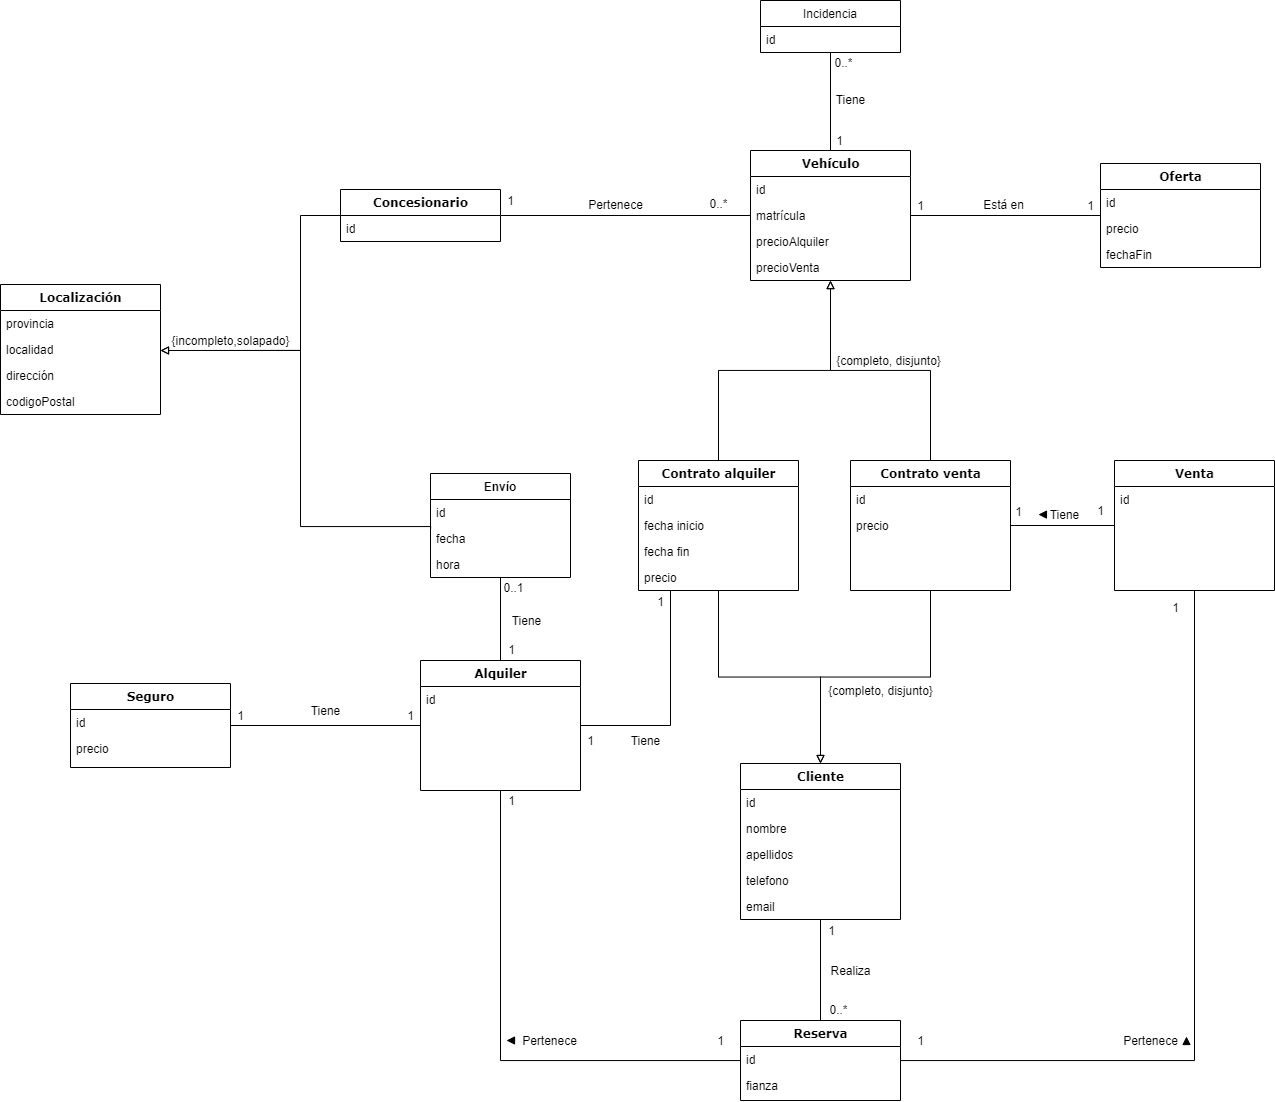 Incidencia
id
0..*
Tiene
1
Vehículo
id
matrícula
precioAlquiler
precioVenta
Concesionario
id
1
Pertenece
0..*
1
Está en
1
Oferta
id
precio
fechaFin
Localización
provincia
localidad
dirección
codigoPostal
{incompleto,solapado}
{completo, disjunto}
Envío
id
fecha
hora
0..1
Tiene
1
Contrato alquiler
id
fecha inicio
fecha fin
precio
1
Contrato venta
id
precio
1
◄ Tiene
1
Venta
id
1
Seguro
id
precio
1
Tiene
1
Alquiler
id
1
Tiene
1
{completo, disjunto}
Cliente
id
nombre
apellidos
telefono
email
1
Realiza
0..*
Reserva
id
fianza
◄ Pertenece
1
1
Pertenece ▲